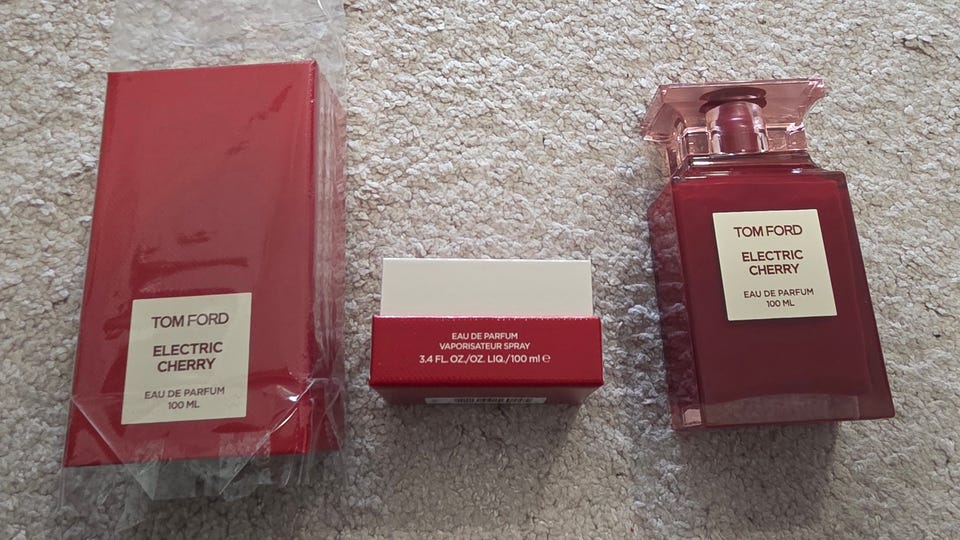 TOM FORD
ELECTRIC
CHERRY
EAU DE PARFUM
100 ML
EAU DE PARFUM
VAPORISATEUR SPRAY
3.4 FL. OZ./OZ. LIQ./100 ml ℮
TOM FORD
ELECTRIC
CHERRY
EAU DE PARFUM
100 ML